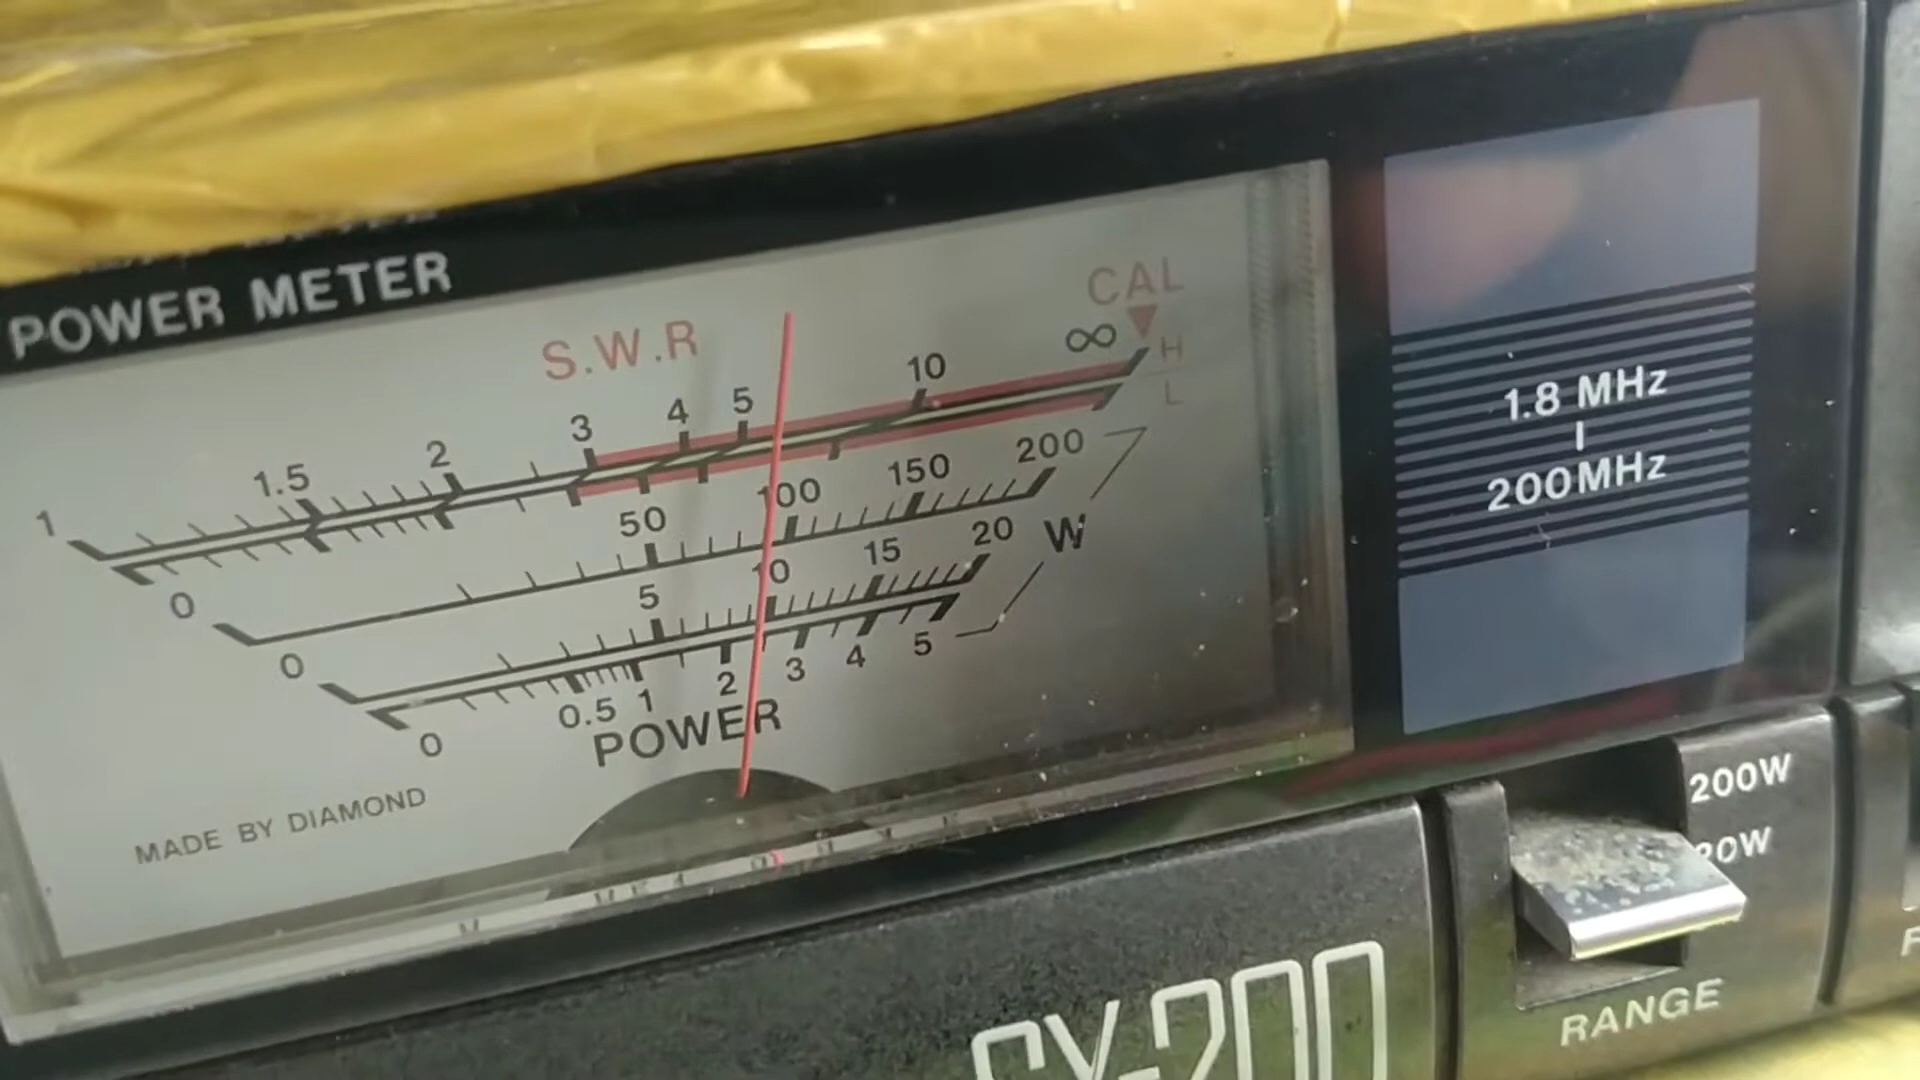 POWER METER
S.W.R
CAL
1 1.5 2 3 4 5 10 ∞ H
L
0 50 100 150 200
0 5 10 15 20 W
0 0.5 1 2 3 4 5
POWER
MADE BY DIAMOND
1.8 MHz
|
200MHz
200W
20W
RANGE
-200